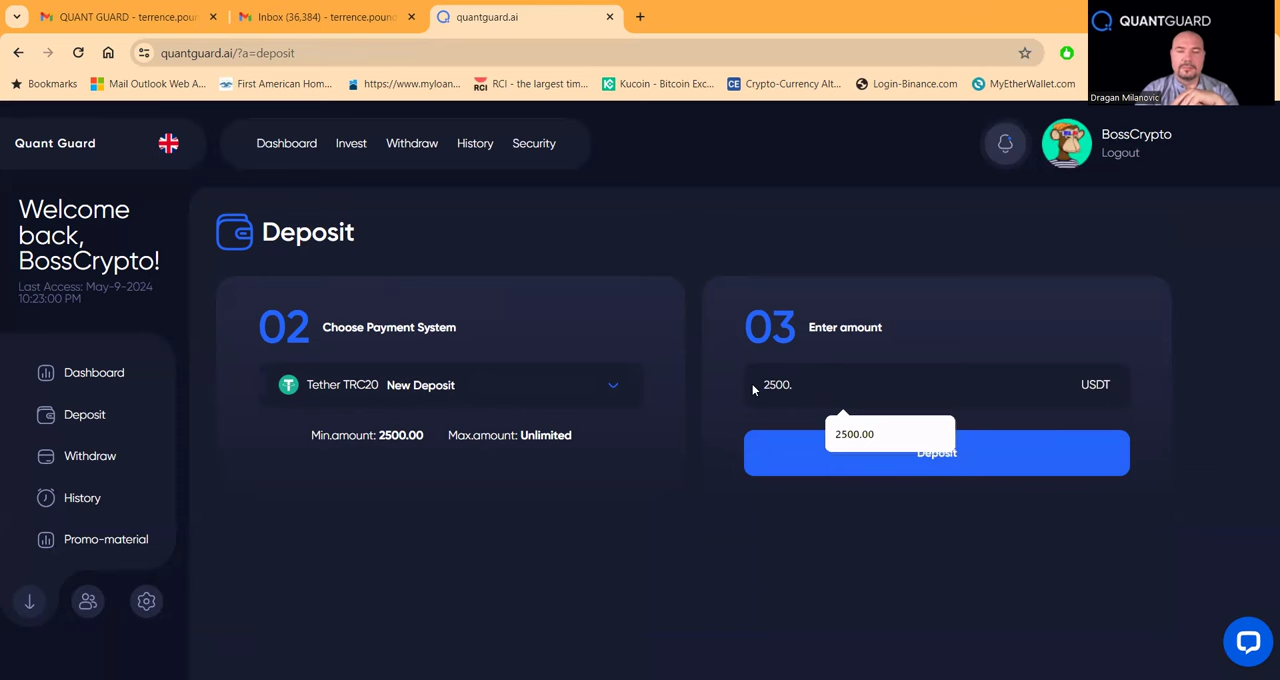 QUANT GUARD - terrence.poun
Inbox (36,384) - terrence.pound
quantguard.ai
quantguard.ai/?a=deposit
Bookmarks
Mail Outlook Web A...
First American Hom...
https://www.myloan...
RCI
RCI - the largest tim...
Kucoin - Bitcoin Exc...
CE
Crypto-Currency Alt...
Login-Binance.com
MyEtherWallet.com
QUANTGUARD
Dragan Milanovic
Quant Guard
Dashboard
Invest
Withdraw
History
Security
BossCrypto
Logout
Welcome
back,
BossCrypto!
Last Access: May-9-2024
10:23:00 PM
Dashboard
Deposit
Withdraw
History
Promo-material
Deposit
02 Choose Payment System
Tether TRC20 New Deposit
Min.amount: 2500.00 Max.amount: Unlimited
03 Enter amount
2500. USDT
2500.00
Deposit